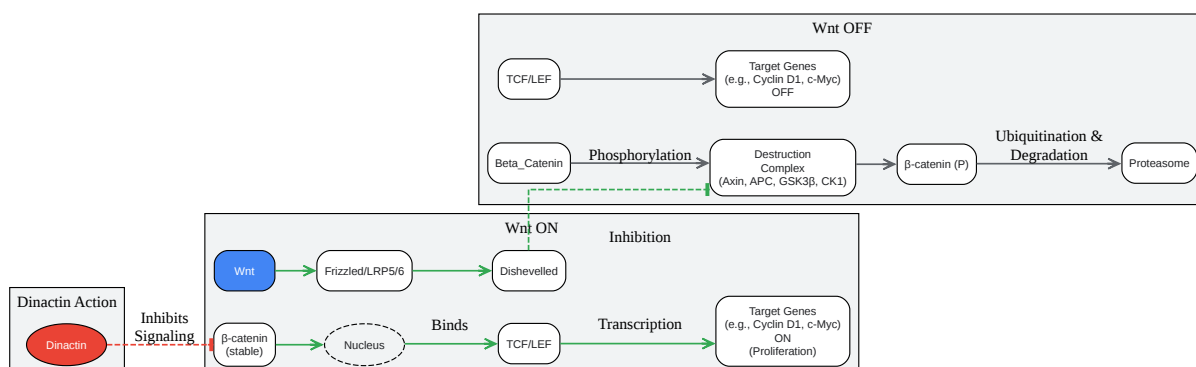 Wnt OFF
TCF/LEF
Target Genes
(e.g., Cyclin D1, c-Myc)
OFF
Beta_Catenin
Phosphorylation
Destruction
Complex
(Axin, APC, GSK3β, CK1)
β-catenin (P)
Ubiquitination &
Degradation
Proteasome
Wnt ON
Inhibition
Wnt
Frizzled/LRP5/6
Dishevelled
Dinactin Action
Dinactin
Inhibits
Signaling
β-catenin
(stable)
Nucleus
Binds
TCF/LEF
Transcription
Target Genes
(e.g., Cyclin D1, c-Myc)
ON
(Proliferation)